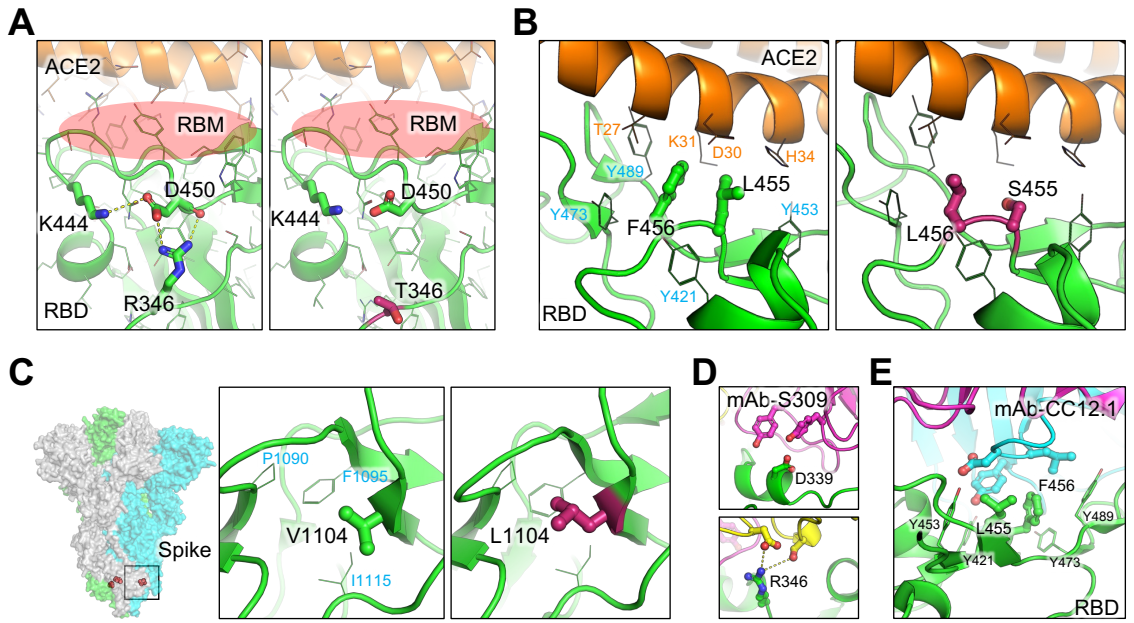 A
ACE2
RBM
D450
K444
R346
RBD
RBM
D450
K444
T346
B
ACE2
T27
K31
D30
H34
Y489
L455
Y473
Y453
F456
Y421
RBD
S455
L456
C
Spike
P1090
F1095
V1104
I1115
L1104
D
mAb-S309
D339
R346
E
mAb-CC12.1
F456
Y453
L455
Y489
Y421
Y473
RBD